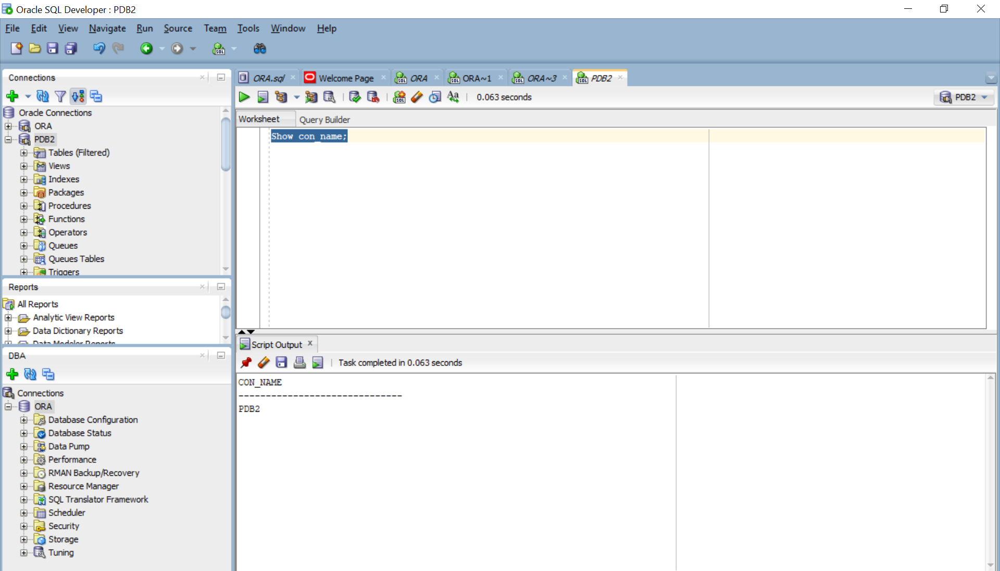 Oracle SQL Developer : PDB2
File Edit View Navigate Run Source Team Tools Window Help
Connections
Oracle Connections
ORA
PDB2
Tables (Filtered)
Views
Indexes
Packages
Procedures
Functions
Operators
Queues
Queues Tables
Triggers
Reports
All Reports
Analytic View Reports
Data Dictionary Reports
Data Modeler Reports
DBA
Connections
ORA
Database Configuration
Database Status
Data Pump
Performance
RMAN Backup/Recovery
Resource Manager
SQL Translator Framework
Scheduler
Security
Storage
Tuning
ORA.sql Welcome Page ORA ORA~1 ORA~3 PDB2
0.063 seconds PDB2
Worksheet Query Builder
Show con_name;
Script Output
Task completed in 0.063 seconds
CON_NAME
------------------------------
PDB2